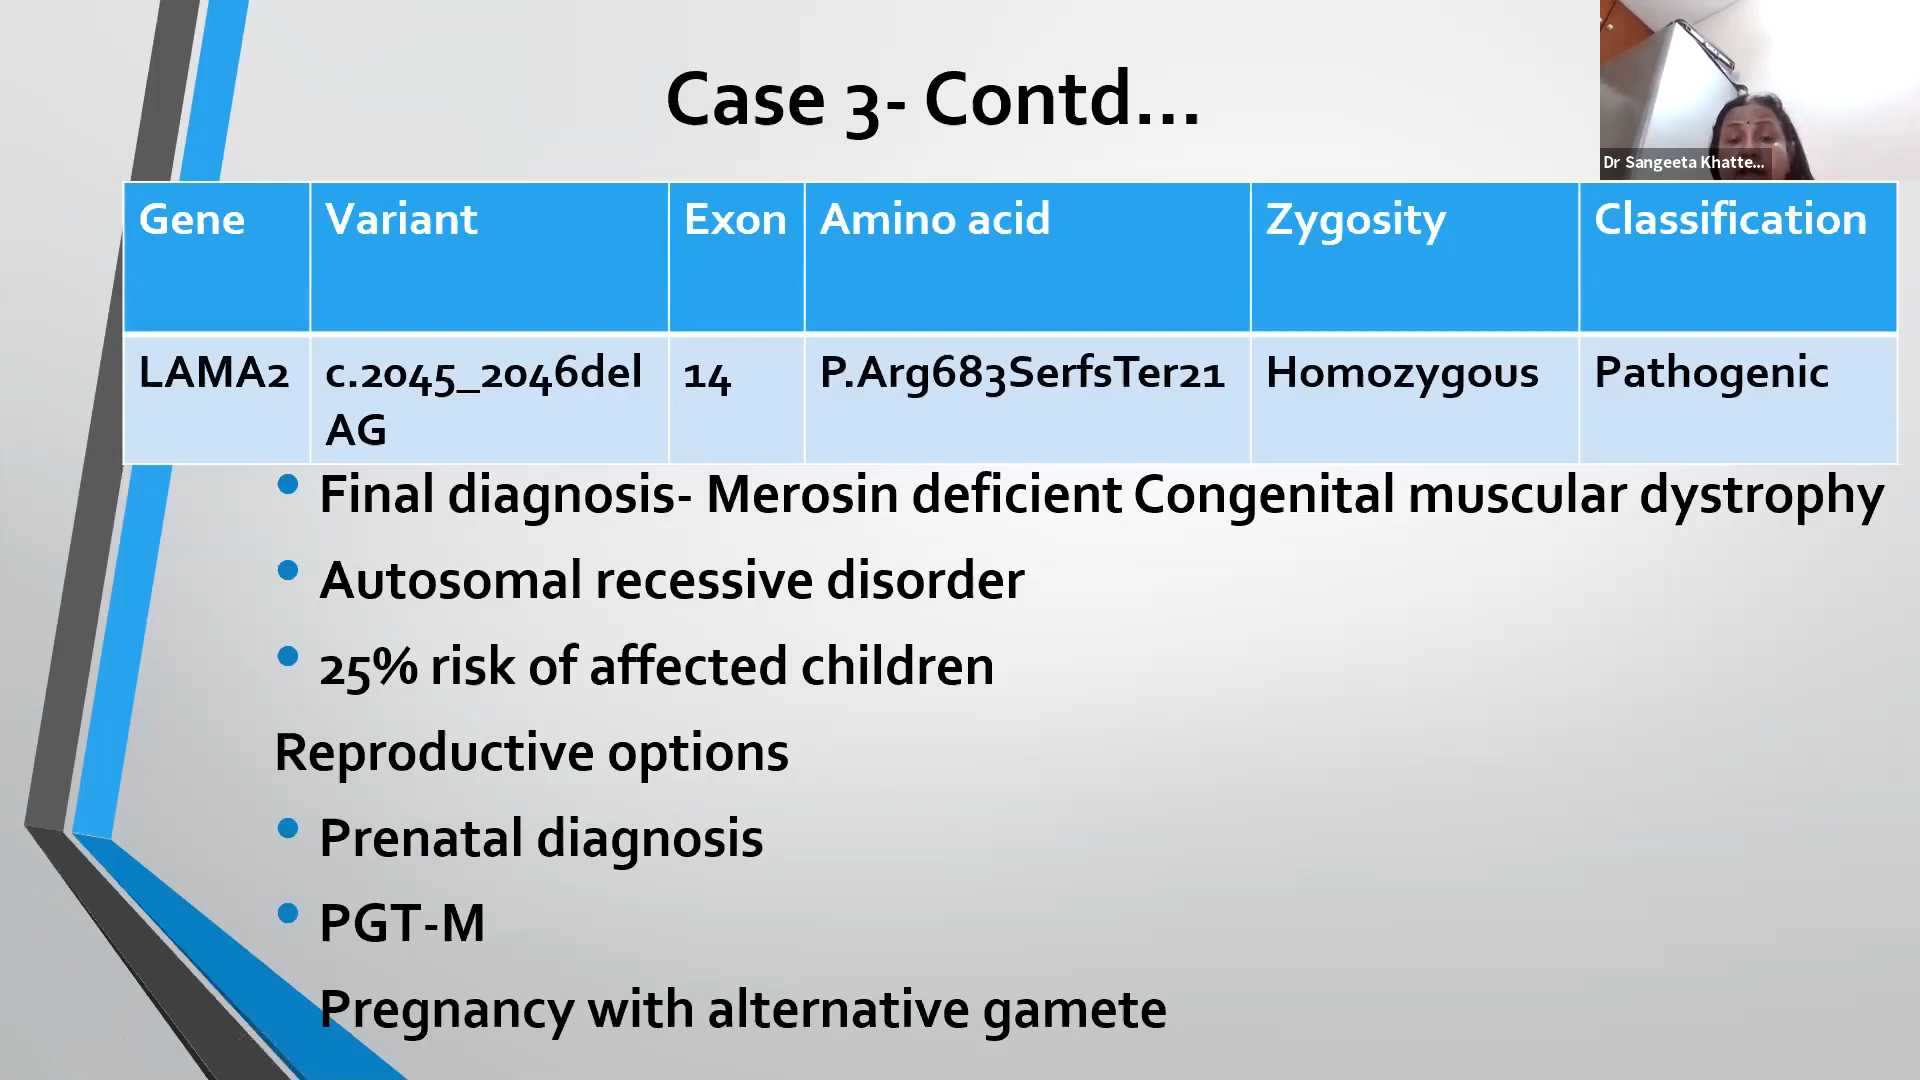 Case 3- Contd...
Dr Sangeeta Khatte...
Gene Variant Exon Amino acid Zygosity Classification
LAMA2 c.2045_2046del 14 P.Arg683SerfsTer21 Homozygous Pathogenic
AG
• Final diagnosis- Merosin deficient Congenital muscular dystrophy
• Autosomal recessive disorder
• 25% risk of affected children
Reproductive options
• Prenatal diagnosis
• PGT-M
Pregnancy with alternative gamete